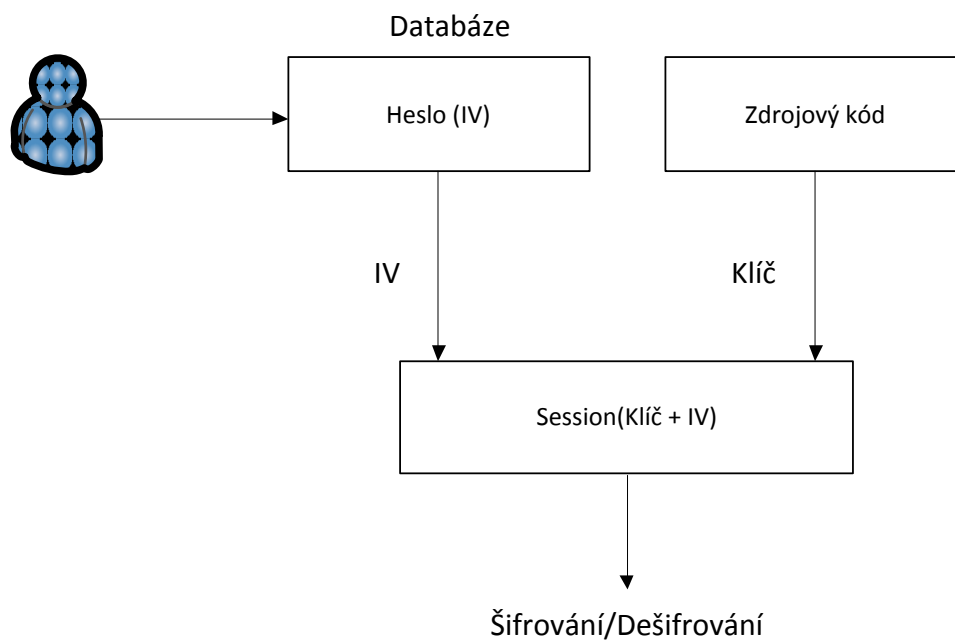 Databáze
Heslo (IV)
Zdrojový kód
IV
Klíč
Session(Klíč + IV)
Šifrování/Dešifrování